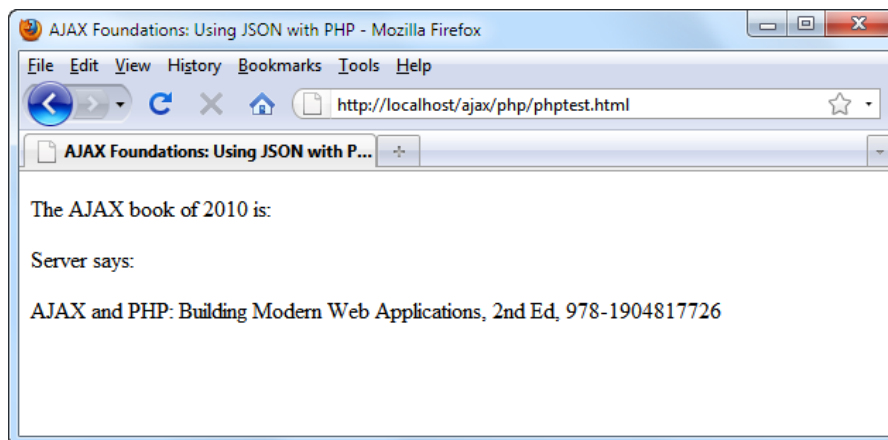 AJAX Foundations: Using JSON with PHP - Mozilla Firefox
File Edit View History Bookmarks Tools Help
http://localhost/ajax/php/phptest.html
AJAX Foundations: Using JSON with P...
The AJAX book of 2010 is:
Server says:
AJAX and PHP: Building Modern Web Applications, 2nd Ed, 978-1904817726